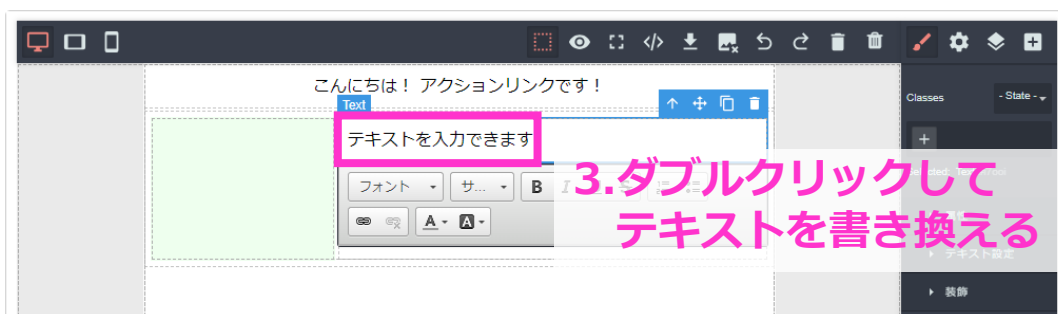 こんにちは! アクションリンクです!
Text
Classes
- State -
テキストを入力できます
フォント
サ...
B
I
S
A
A
3.ダブルクリックして
テキストを書き換える
テキスト設定
装飾